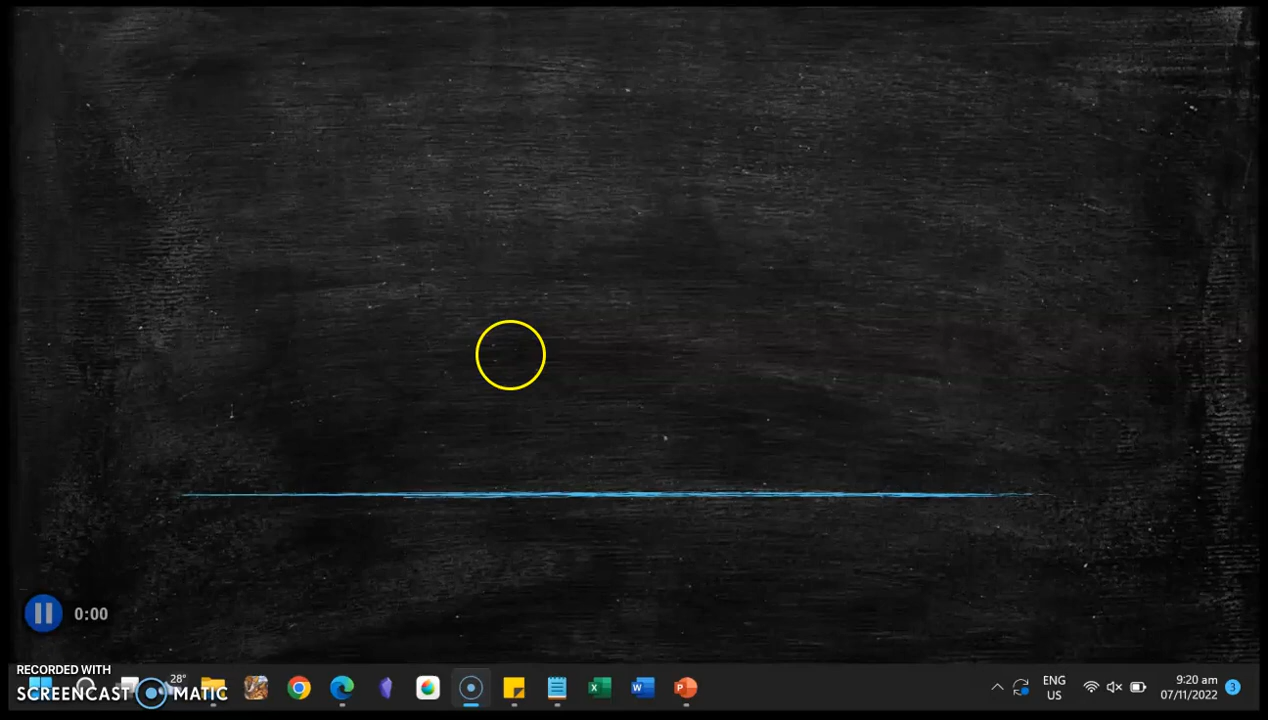 0:00
RECORDED WITH
SCREENCAST MATIC
28°
X
W
P
ENG
US
9:20 am
07/11/2022
3